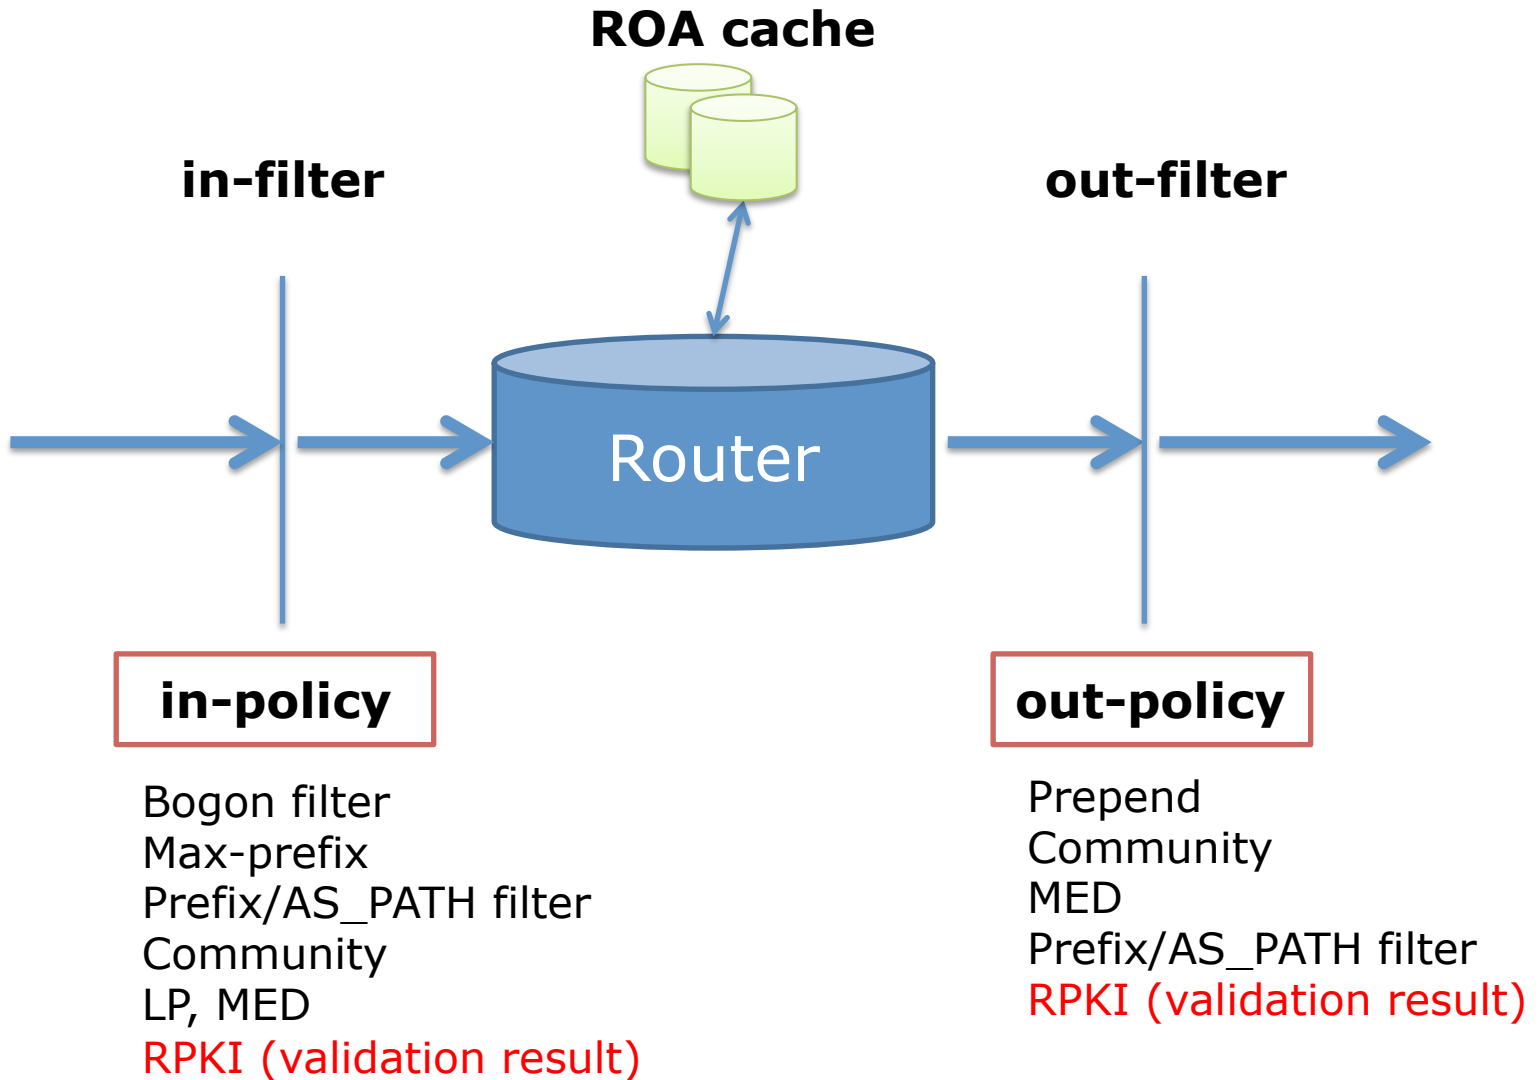 ROA cache
in-filter
out-filter
Router
in-policy
Bogon filter
Max-prefix
Prefix/AS_PATH filter
Community
LP, MED
RPKI (validation result)
out-policy
Prepend
Community
MED
Prefix/AS_PATH filter
RPKI (validation result)